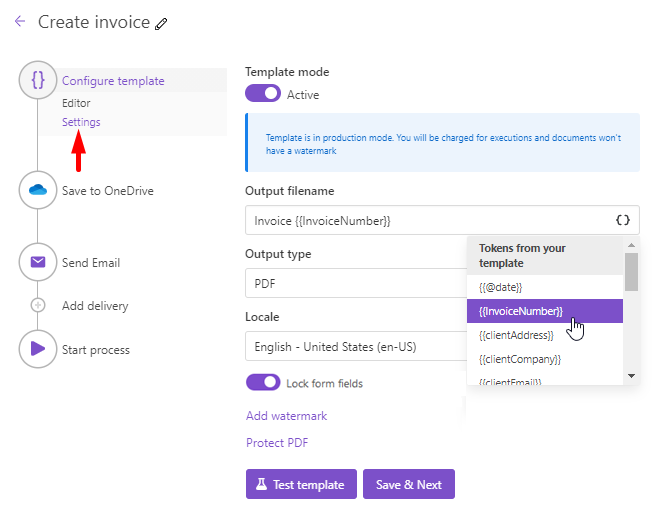 Create invoice
Configure template
Editor
Settings
Save to OneDrive
Send Email
Add delivery
Start process
Template mode
Active
Template is in production mode. You will be charged for executions and documents won't
have a watermark
Output filename
Invoice {{InvoiceNumber}}
{}
Output type
PDF
Locale
English - United States (en-US)
Lock form fields
Add watermark
Protect PDF
Test template
Save & Next
Tokens from your
template
{{@date}}
{{InvoiceNumber}}
{{clientAddress}}
{{clientCompany}}
{{clientEmail}}